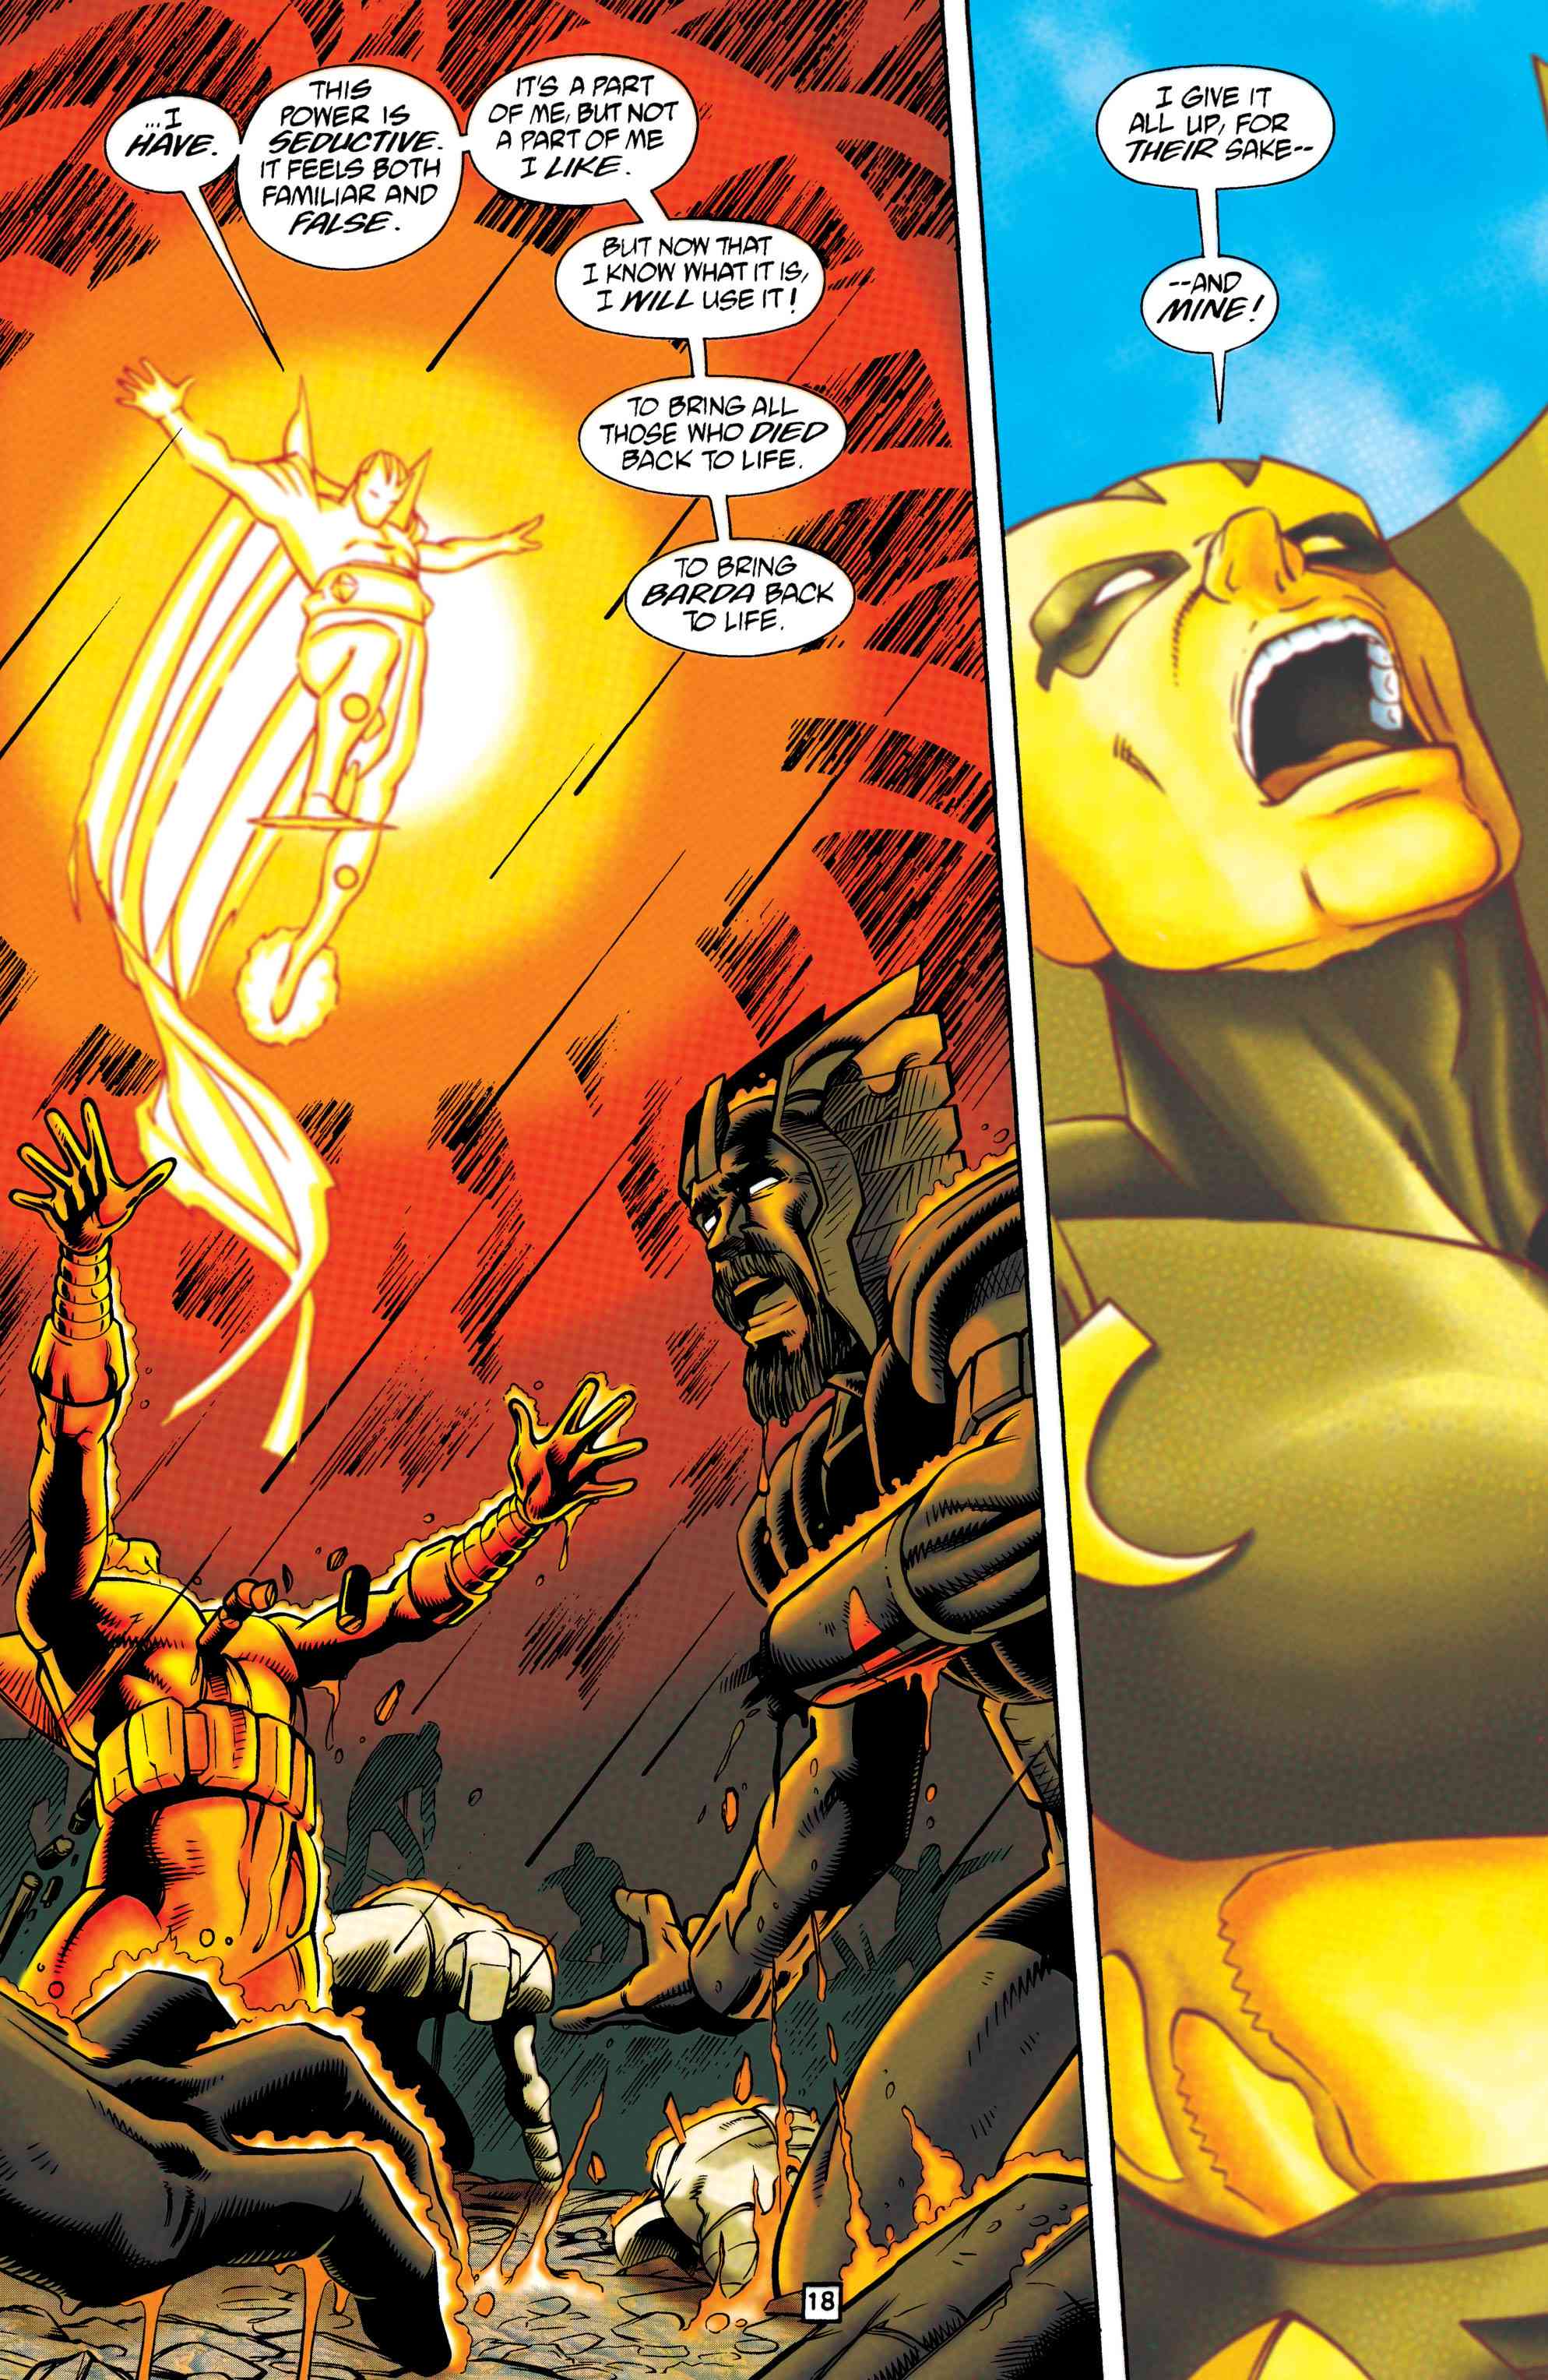 ...I
HAVE.
THIS
POWER IS
SEDUCTIVE.
IT FEELS BOTH
FAMILIAR AND
FALSE.
IT'S A PART
OF ME, BUT NOT
A PART OF ME
I LIKE.
BUT NOW THAT
I KNOW WHAT IT IS,
I WILL USE IT!
TO BRING ALL
THOSE WHO DIED
BACK TO LIFE.
TO BRING
BARDA BACK
TO LIFE.
I GIVE IT
ALL UP, FOR
THEIR SAKE--
--AND
MINE!
18